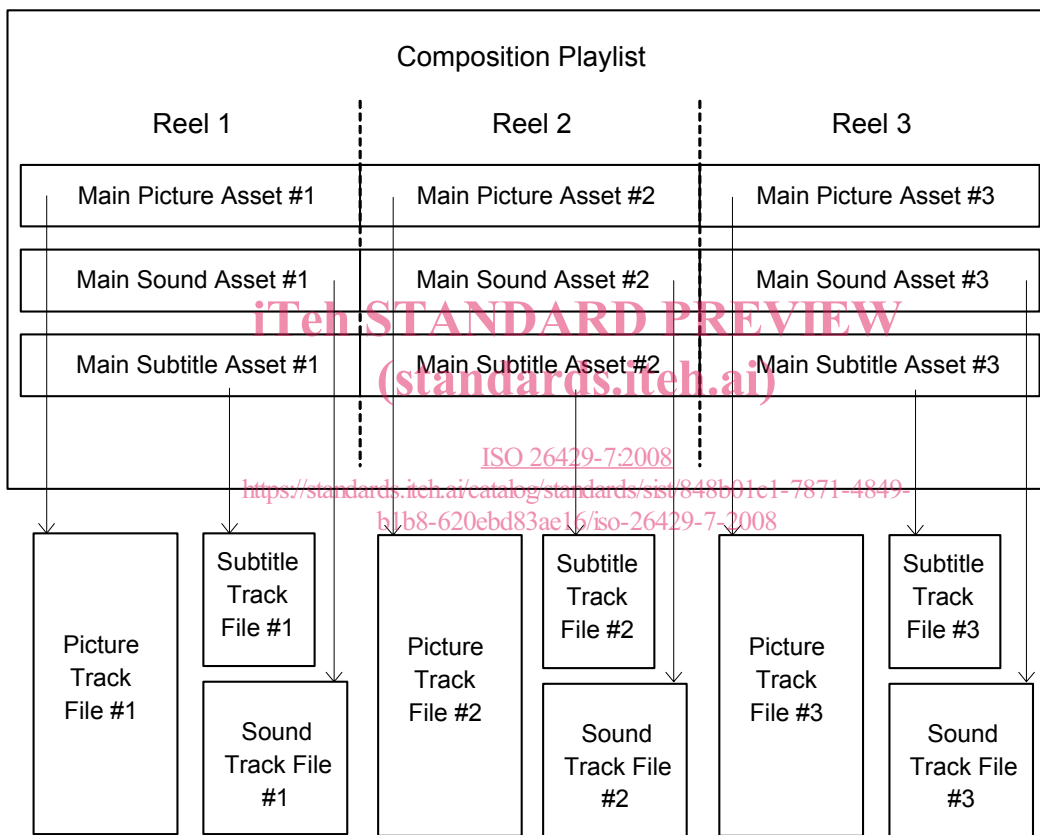 Composition Playlist
Reel 1
Reel 2
Reel 3
Main Picture Asset #1
Main Picture Asset #2
Main Picture Asset #3
Main Sound Asset #1
Main Sound Asset #2
Main Sound Asset #3
iTeh STANDARD PREVIEW
Main Subtitle Asset #1
Main Subtitle Asset #2
Main Subtitle Asset #3
(standards.iteh.ai)
ISO 26429-7:2008
https://standards.iteh.ai/catalog/standards/sist/848b01c1-7871-4849-
b1b8-620ebd83ae16/iso-26429-7-2008
Picture
Track
File #1
Subtitle
Track
File #1
Sound
Track File
#1
Picture
Track
File #2
Subtitle
Track
File #2
Sound
Track File
#2
Picture
Track
File #3
Subtitle
Track
File #3
Sound
Track File
#3